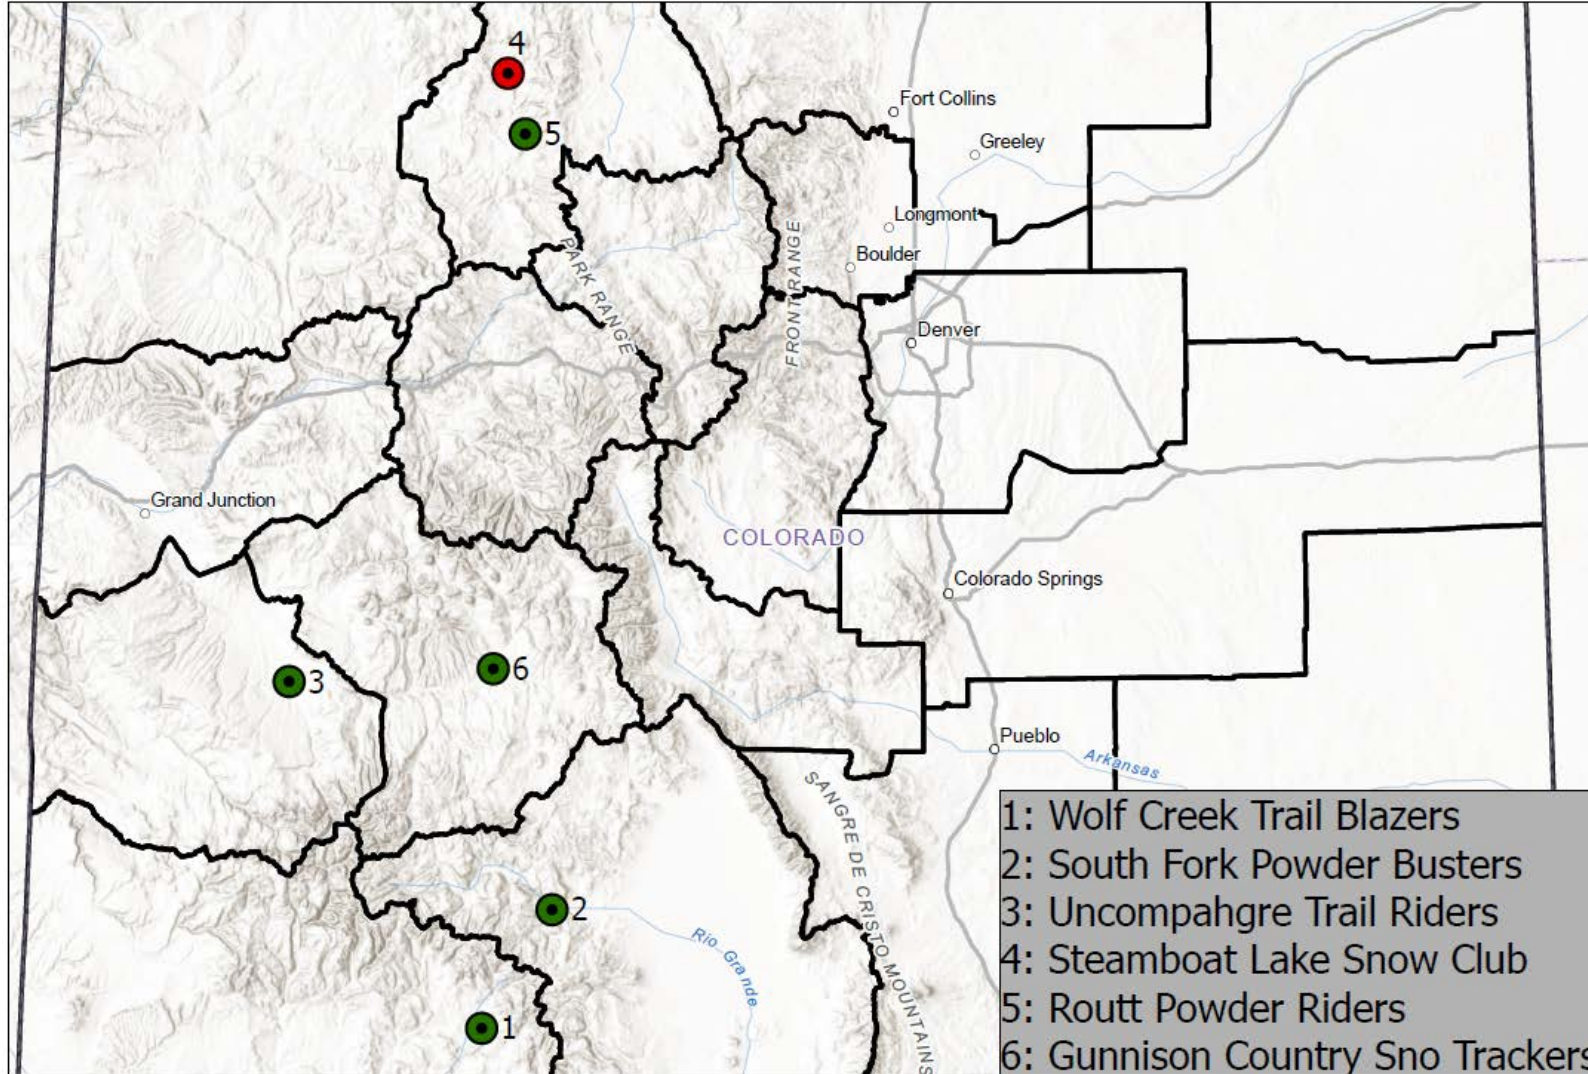 4
Fort Collins
5
Greeley
Longmont
Boulder
PARK RANGE
FRONT RANGE
Denver
Grand Junction
COLORADO
Colorado Springs
6
3
Pueblo
Arkansas
SANGRE DE CRISTO MOUNTAINS
2
Rio Grande
1
1: Wolf Creek Trail Blazers
2: South Fork Powder Busters
3: Uncompahgre Trail Riders
4: Steamboat Lake Snow Club
5: Routt Powder Riders
6: Gunnison Country Sno Trackers